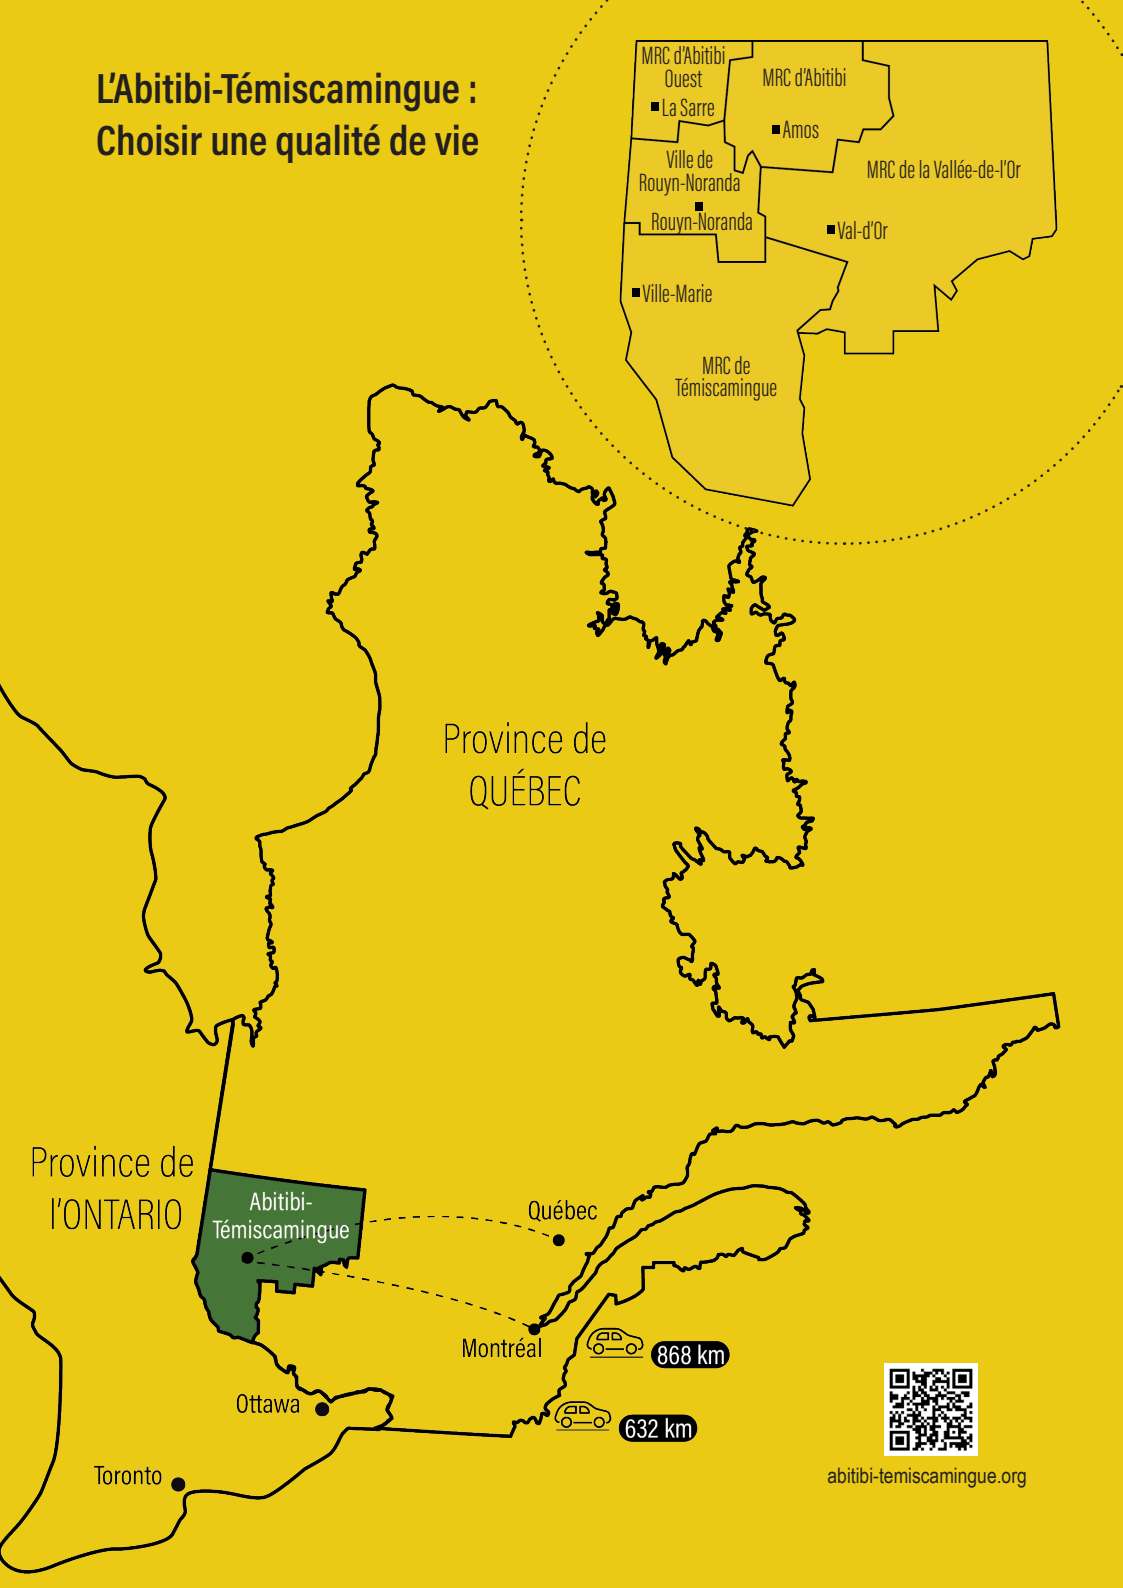 L'Abitibi-Témiscamingue :
Choisir une qualité de vie
MRC d'Abitibi
Ouest
La Sarre
MRC d'Abitibi
Amos
MRC de la Vallée-de-l'Or
Val-d'Or
Ville de
Rouyn-Noranda
Rouyn-Noranda
Ville-Marie
MRC de
Témiscamingue
Province de
QUÉBEC
Province de
l'ONTARIO
Abitibi-
Témiscamingue
Québec
Montréal
868 km
Ottawa
632 km
Toronto
abitibi-temiscamingue.org